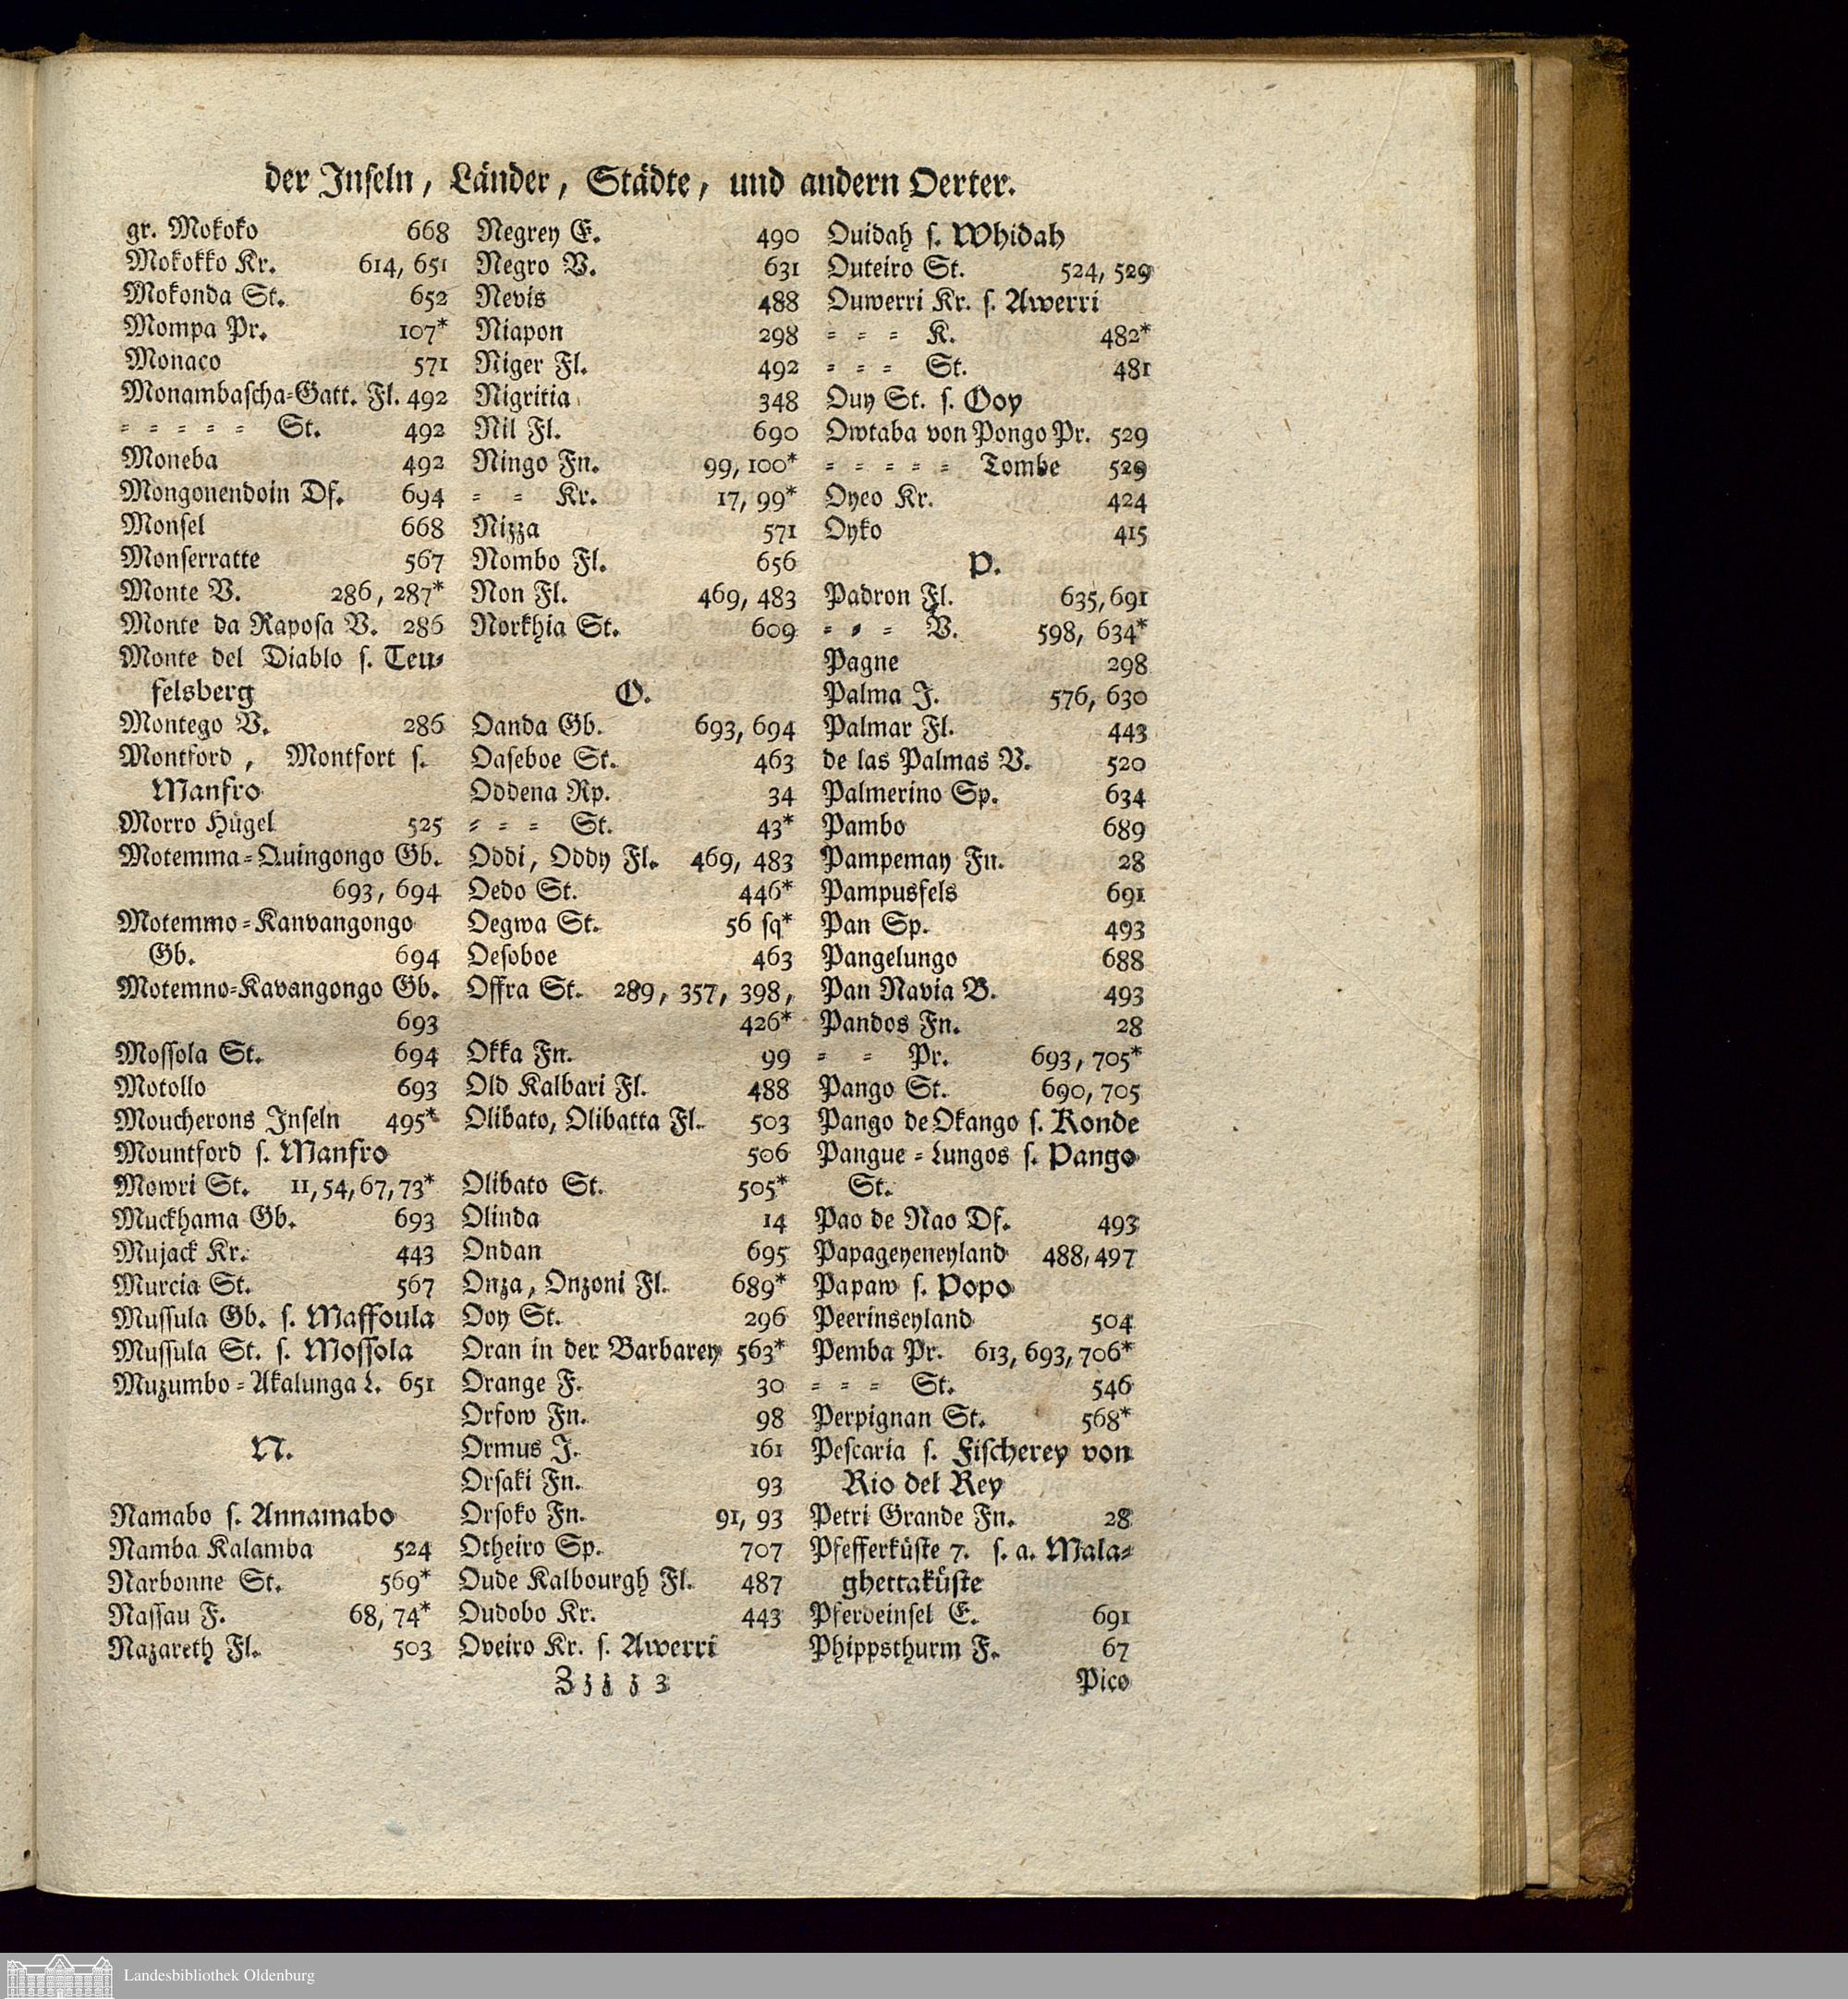 der Inſeln, Länder, Städte, und andern Oerter.
gr. Mokoko 668
Mokokko Kr. 614, 651
Mokonda St. 652
Mompa Pr. 107*
Monaco 571
Monambaſcha-Gatt. Fl. 492
= = = = = St. 492
Moneba 492
Mongonendoin Df. 694
Monſel 668
Monſerratte 567
Monte V. 286, 287*
Monte da Rapoſa V. 286
Monte del Diablo ſ. Teu-
felsberg
Montego V. 286
Montford, Montfort ſ.
Manfro
Morro Hügel 525
Motemma-Quingongo Gb.
693, 694
Motemmo-Kanvangongo
Gb. 694
Motemno-Kavangongo Gb.
693
Moſſola St. 694
Motollo 693
Moucherons Inſeln 495*
Mountford ſ. Manfro
Mowri St. 11, 54, 67, 73*
Muckhama Gb. 693
Mujack Kr. 443
Murcia St. 567
Muſſula Gb. ſ. Maffoula
Muſſula St. ſ. Moſſola
Muzumbo-Akalunga L. 651
N.
Namabo ſ. Annamabo
Namba Kalamba 524
Narbonne St. 569*
Naſſau F. 68, 74*
Nazareth Fl. 503
Negrey E. 490
Negro V. 631
Nevis 488
Niapon 298
Niger Fl. 492
Nigritia 348
Nil Fl. 690
Ningo Fn. 99, 100*
= = Kr. 17, 99*
Nizza 571
Nombo Fl. 656
Non Fl. 469, 483
Norkhia St. 609
O.
Oanda Gb. 693, 694
Oaſeboe St. 463
Oddena Rp. 34
= = = St. 43*
Oddi, Oddy Fl. 469, 483
Oedo St. 446*
Oegwa St. 56 ſq*
Oeſoboe 463
Offra St. 289, 357, 398,
426*
Okka Fn. 99
Old Kalbari Fl. 488
Olibato, Olibatta Fl. 503
506
Olibato St. 505*
Olinda 14
Ondan 695
Onza, Onzoni Fl. 689*
Ooy St. 296
Oran in der Barbarey 563*
Orange F. 30
Orfow Fn. 98
Ormus J. 161
Orſaki Fn. 93
Orſoko Fn. 91, 93
Otheiro Sp. 707
Oude Kalbourgh Fl. 487
Oudobo Kr. 443
Oveiro Kr. ſ. Awerri
Ouidah ſ. Whidah
Outeiro St. 524, 529
Ouwerri Kr. ſ. Awerri
= = = K. 482*
= = = St. 481
Ouy St. ſ. Ooy
Owtaba von Pongo Pr. 529
= = = = = Tombe 529
Oyeo Kr. 424
Oyko 415
P.
Padron Fl. 635, 691
= = = V. 598, 634*
Pagne 298
Palma J. 576, 630
Palmar Fl. 443
de las Palmas V. 520
Palmerino Sp. 634
Pambo 689
Pampemay Fn. 28
Pampusfels 691
Pan Sp. 493
Pangelungo 688
Pan Navia B. 493
Pandos Fn. 28
= = Pr. 693, 705*
Pango St. 690, 705
Pango de Okango ſ. Konde
Pangue-Lungos ſ. Pango
St.
Pao de Nao Df. 493
Papageyeneyland 488, 497
Papaw ſ. Popo
Peerinseyland 504
Pemba Pr. 613, 693, 706*
= = = St. 546
Perpignan St. 568*
Peſcaria ſ. Fiſcherey von
Rio del Rey
Petri Grande Fn. 28
Pfefferküſte 7. ſ. a. Mala-
ghettaküſte
Pferdeinſel E. 691
Phippsthurm F. 67
Zzzzz 3
Pico
Landesbibliothek Oldenburg